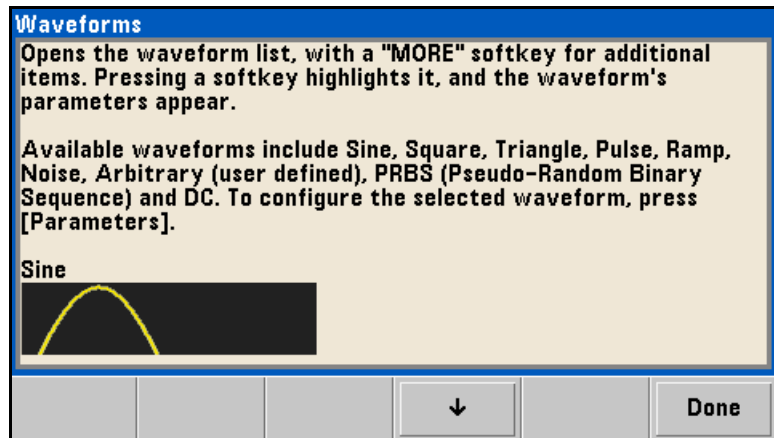 Waveforms
Opens the waveform list, with a "MORE" softkey for additional
items. Pressing a softkey highlights it, and the waveform's
parameters appear.
Available waveforms include Sine, Square, Triangle, Pulse, Ramp,
Noise, Arbitrary (user defined), PRBS (Pseudo-Random Binary
Sequence) and DC. To configure the selected waveform, press
[Parameters].
Sine
↓
Done